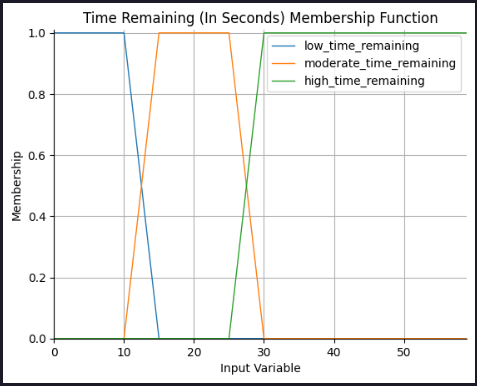 Time Remaining (In Seconds) Membership Function
low_time_remaining
moderate_time_remaining
high_time_remaining
1.0
0.8
0.6
0.4
0.2
0.0
Membership
0 10 20 30 40 50
Input Variable